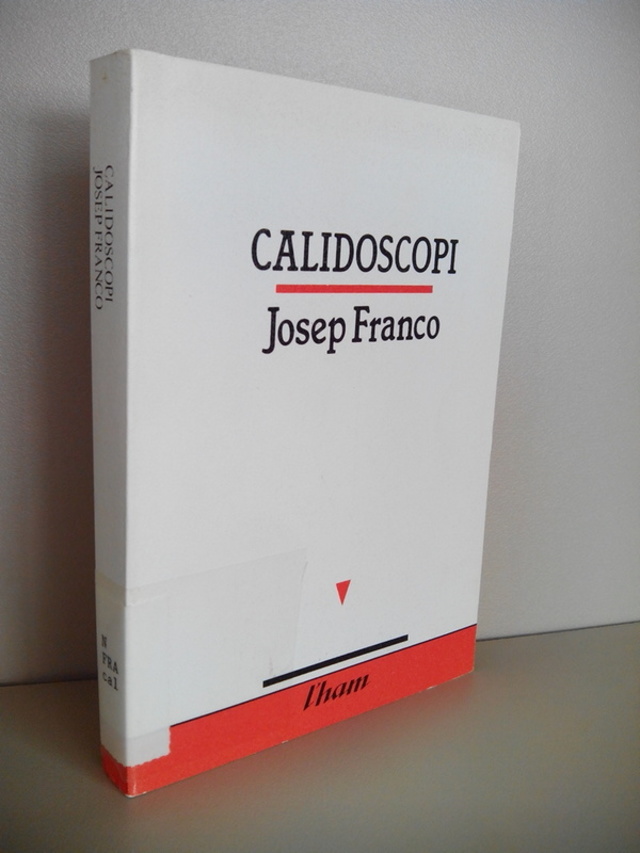 CALIDOSCOPI
Josep Franco
l'ham
CALIDOSCOPI
JOSEP FRANCO
N
FRA
cal